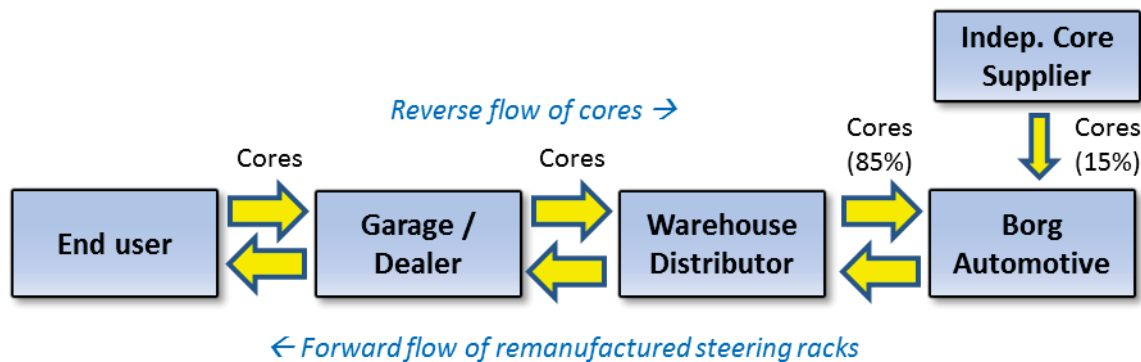 Indep. Core
Supplier
Reverse flow of cores →
Cores
Cores
Cores
(85%)
Cores
(15%)
End user
Garage /
Dealer
Warehouse
Distributor
Borg
Automotive
← Forward flow of remanufactured steering racks